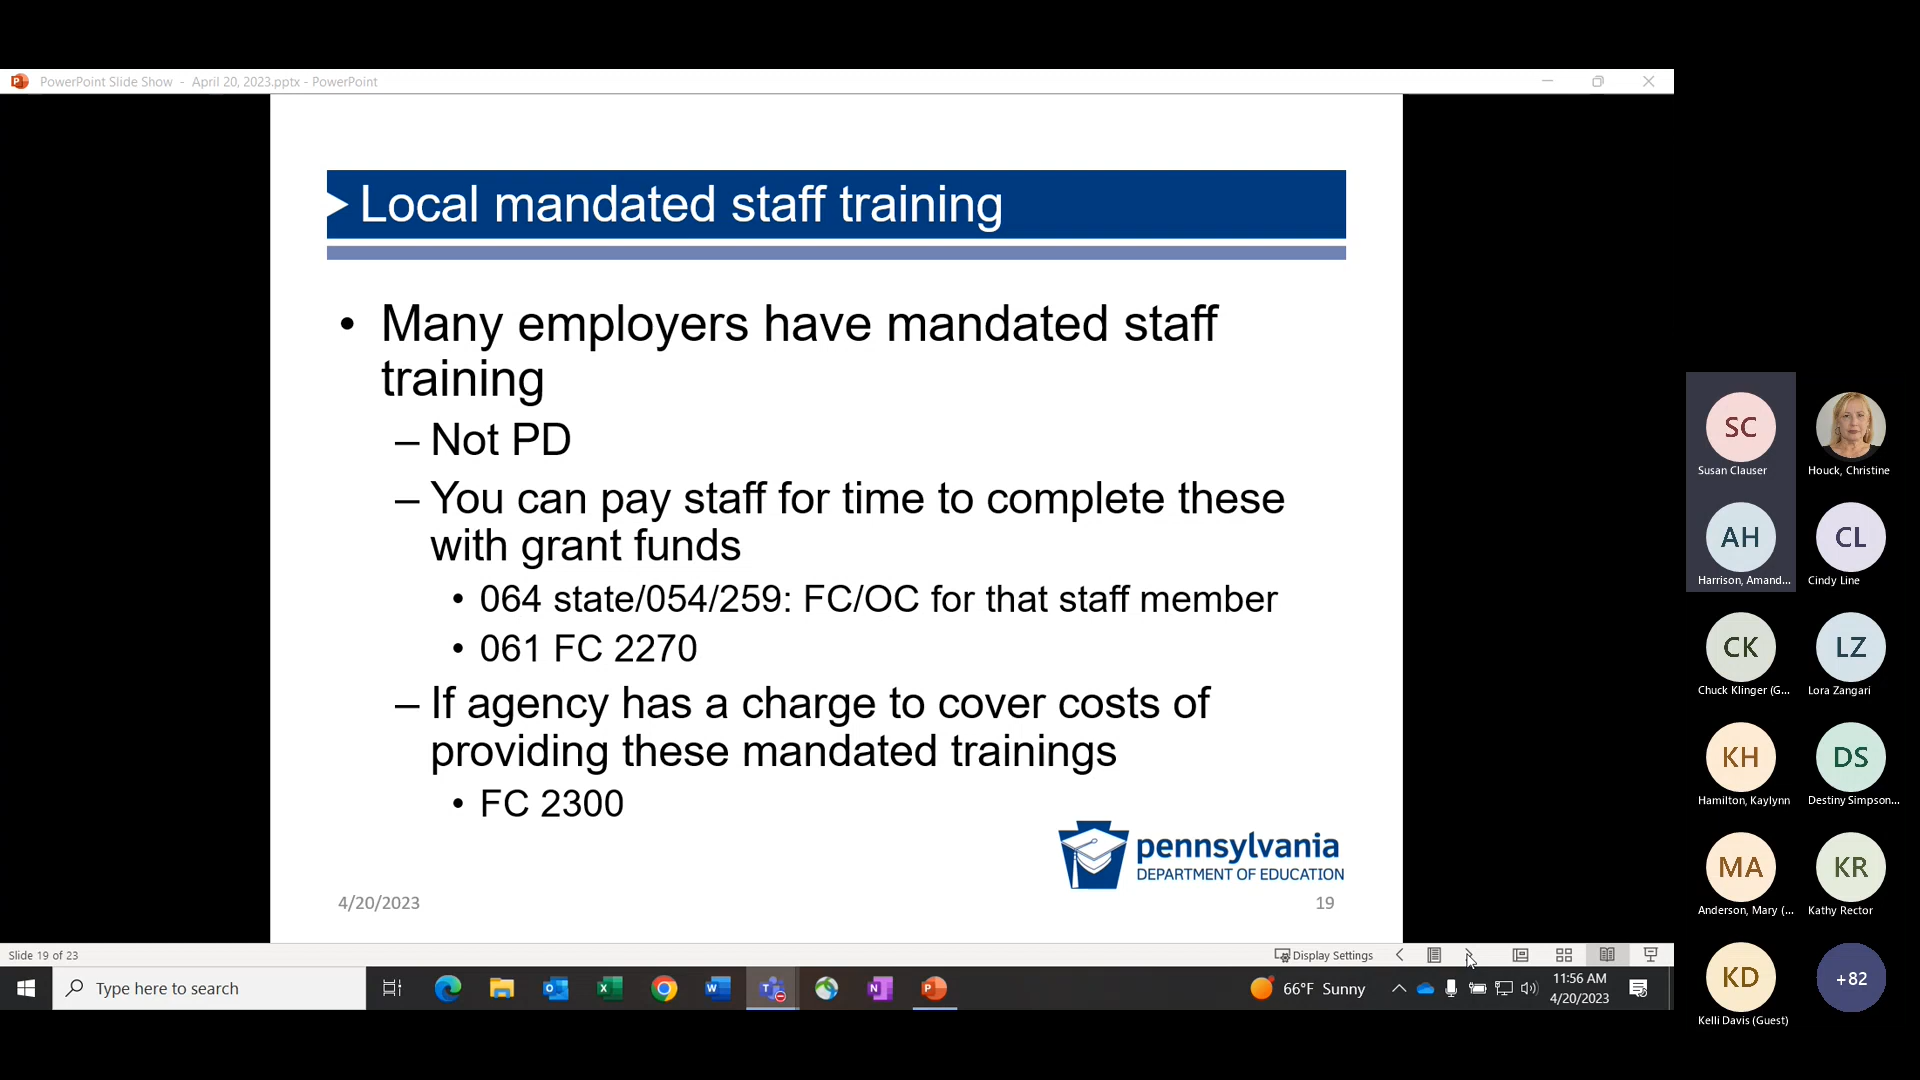 PowerPoint Slide Show - April 20, 2023.pptx - PowerPoint
Local mandated staff training
• Many employers have mandated staff
training
– Not PD
– You can pay staff for time to complete these
with grant funds
• 064 state/054/259: FC/OC for that staff member
• 061 FC 2270
– If agency has a charge to cover costs of
providing these mandated trainings
• FC 2300
pennsylvania
DEPARTMENT OF EDUCATION
4/20/2023
19
Slide 19 of 23
Display Settings
Type here to search
66°F Sunny
11:56 AM
4/20/2023
SC
Susan Clauser
Houck, Christine
AH
Harrison, Amand...
CL
Cindy Line
CK
Chuck Klinger (G...
LZ
Lora Zangari
KH
Hamilton, Kaylynn
DS
Destiny Simpson...
MA
Anderson, Mary (...
KR
Kathy Rector
KD
Kelli Davis (Guest)
+82